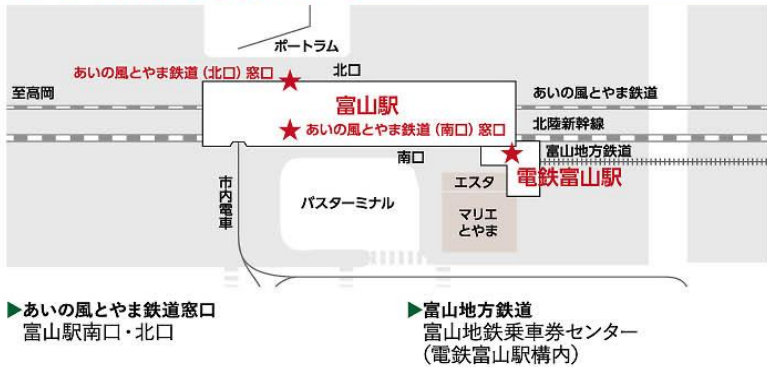 ポートラム
あいの風とやま鉄道(北口)窓口
北口
至高岡
富山駅
あいの風とやま鉄道
あいの風とやま鉄道(南口)窓口
北陸新幹線
南口
富山地方鉄道
市内電車
エスタ
電鉄富山駅
バスターミナル
マリエ
とやま
▶あいの風とやま鉄道窓口
富山駅南口・北口
▶富山地方鉄道
富山地鉄乗車券センター
(電鉄富山駅構内)